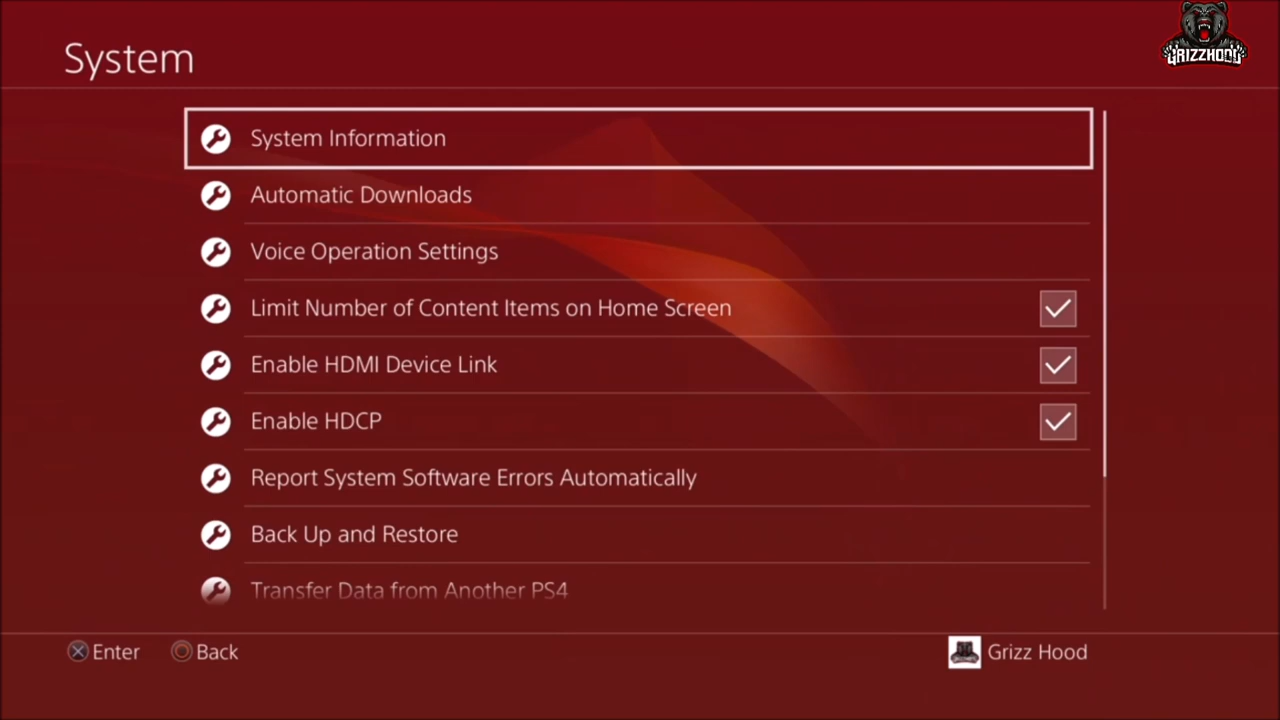 GRIZZHOOD
System
System Information
Automatic Downloads
Voice Operation Settings
Limit Number of Content Items on Home Screen
Enable HDMI Device Link
Enable HDCP
Report System Software Errors Automatically
Back Up and Restore
Transfer Data from Another PS4
Enter Back Grizz Hood